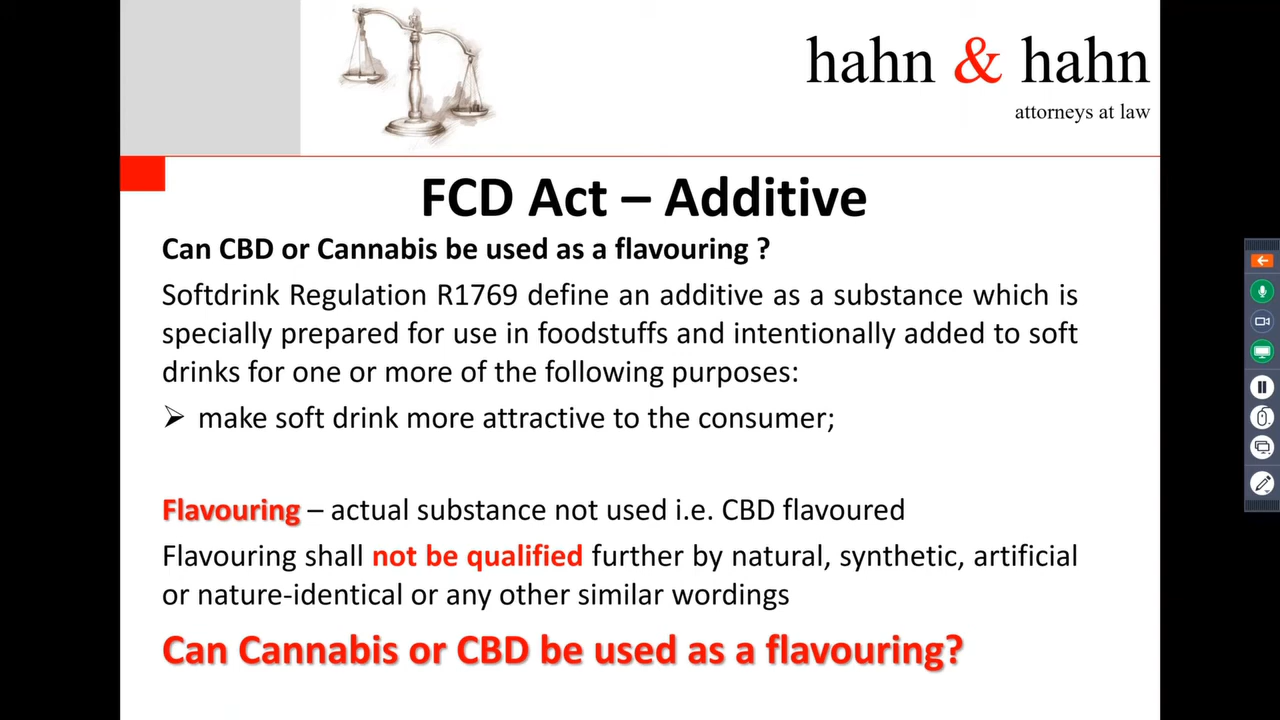 hahn & hahn
attorneys at law
FCD Act – Additive
Can CBD or Cannabis be used as a flavouring ?
Softdrink Regulation R1769 define an additive as a substance which is
specially prepared for use in foodstuffs and intentionally added to soft
drinks for one or more of the following purposes:
➢ make soft drink more attractive to the consumer;
Flavouring – actual substance not used i.e. CBD flavoured
Flavouring shall not be qualified further by natural, synthetic, artificial
or nature-identical or any other similar wordings
Can Cannabis or CBD be used as a flavouring?